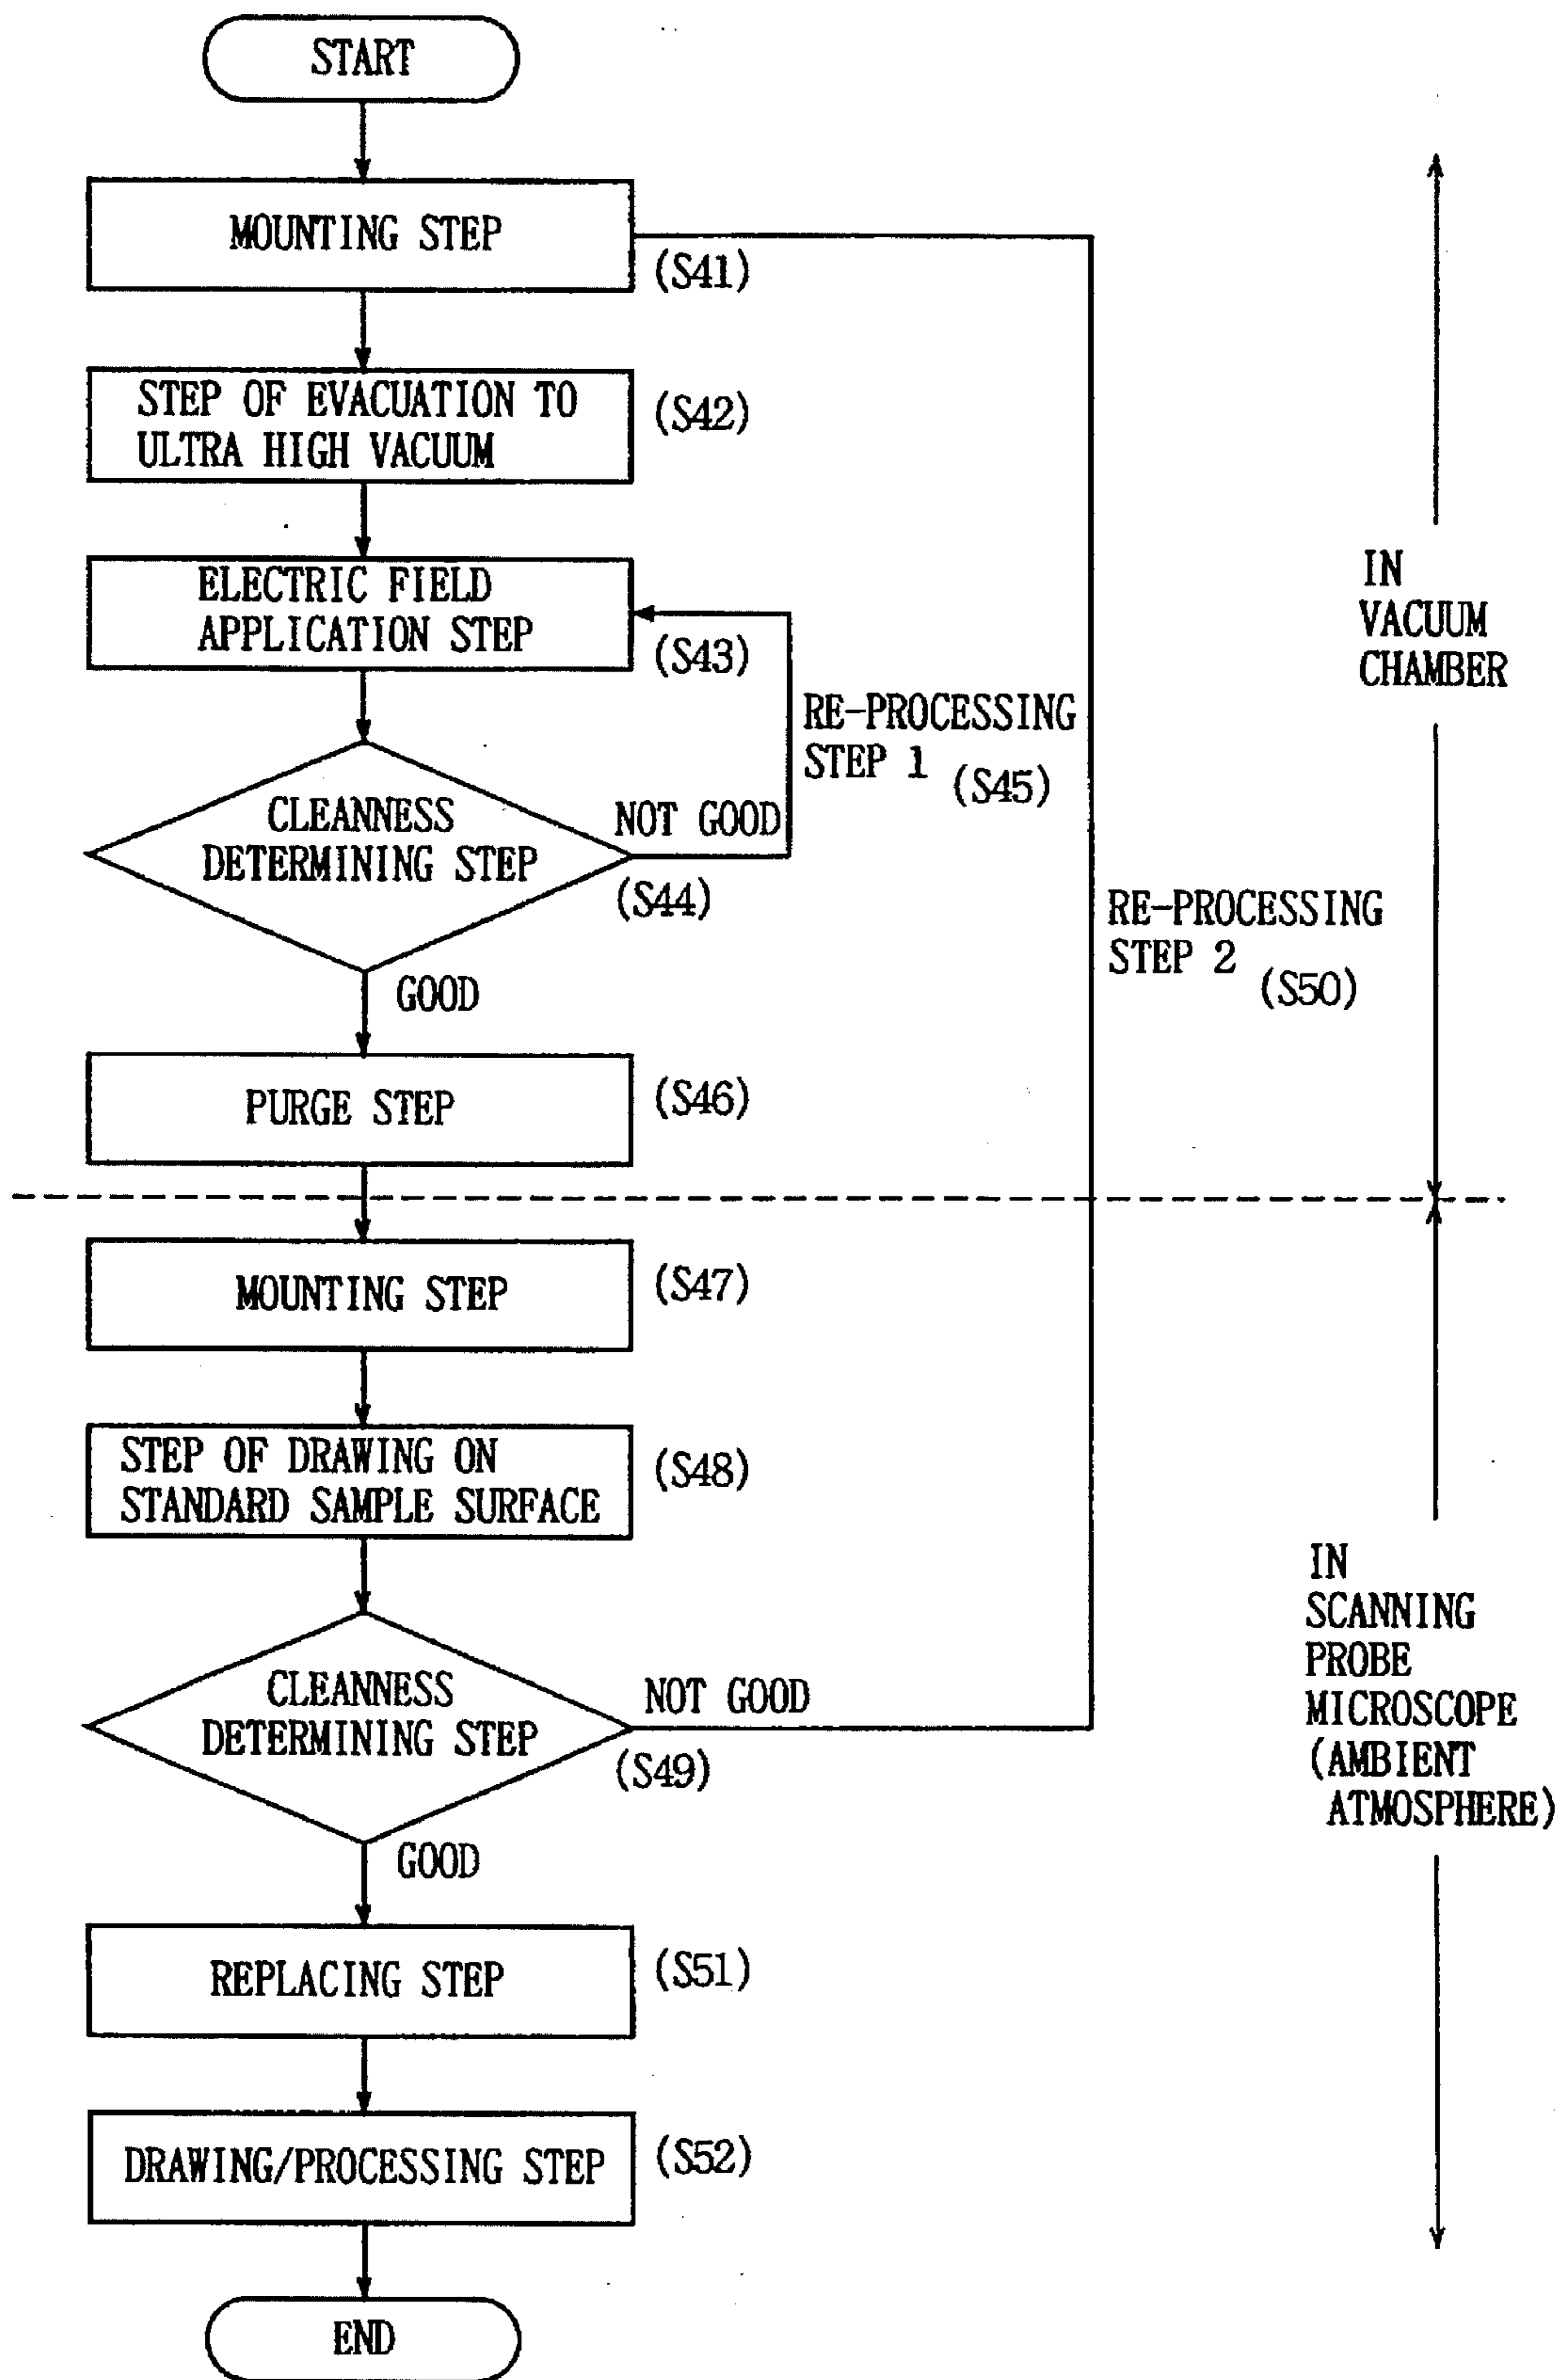 START
MOUNTING STEP
(S41)
STEP OF EVACUATION TO
ULTRA HIGH VACUUM
(S42)
ELECTRIC FIELD
APPLICATION STEP
(S43)
IN
VACUUM
CHAMBER
RE-PROCESSING
STEP 1
(S45)
CLEANNESS
DETERMINING STEP
NOT GOOD
(S44)
RE-PROCESSING
STEP 2
(S50)
GOOD
PURGE STEP
(S46)
MOUNTING STEP
(S47)
STEP OF DRAWING ON
STANDARD SAMPLE SURFACE
(S48)
IN
SCANNING
PROBE
MICROSCOPE
(AMBIENT
ATMOSPHERE)
CLEANNESS
DETERMINING STEP
NOT GOOD
(S49)
GOOD
REPLACING STEP
(S51)
DRAWING/PROCESSING STEP
(S52)
END